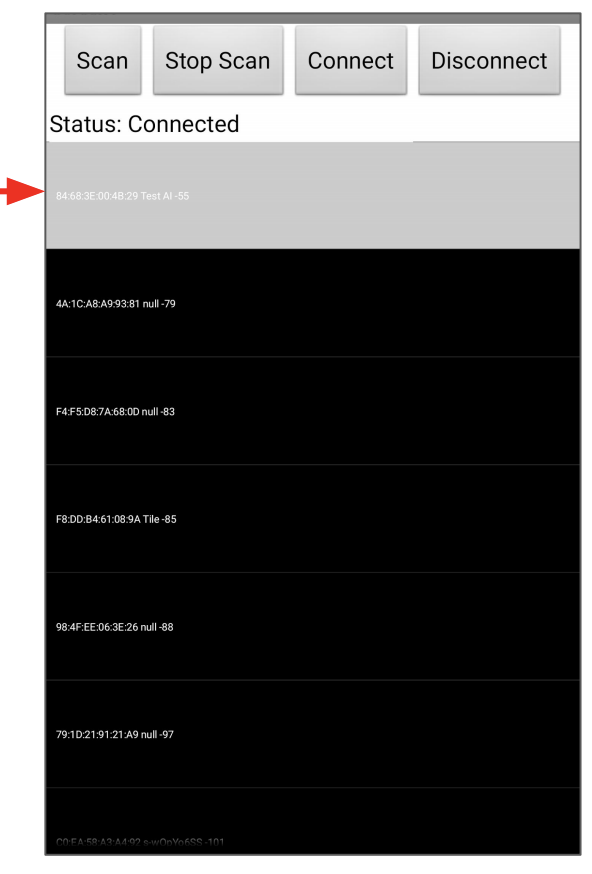 Scan Stop Scan Connect Disconnect
Status: Connected
84:68:3E:00:4B:29 Test AI -55
4A:1C:A8:A9:93:81 null -79
F4:F5:D8:7A:68:0D null -83
F8:DD:B4:61:08:9A Tile -85
98:4F:EE:06:3E:26 null -88
79:1D:21:91:21:A9 null -97
C0:EA:58:A3:A4:92 s-wOnYo6SS -101